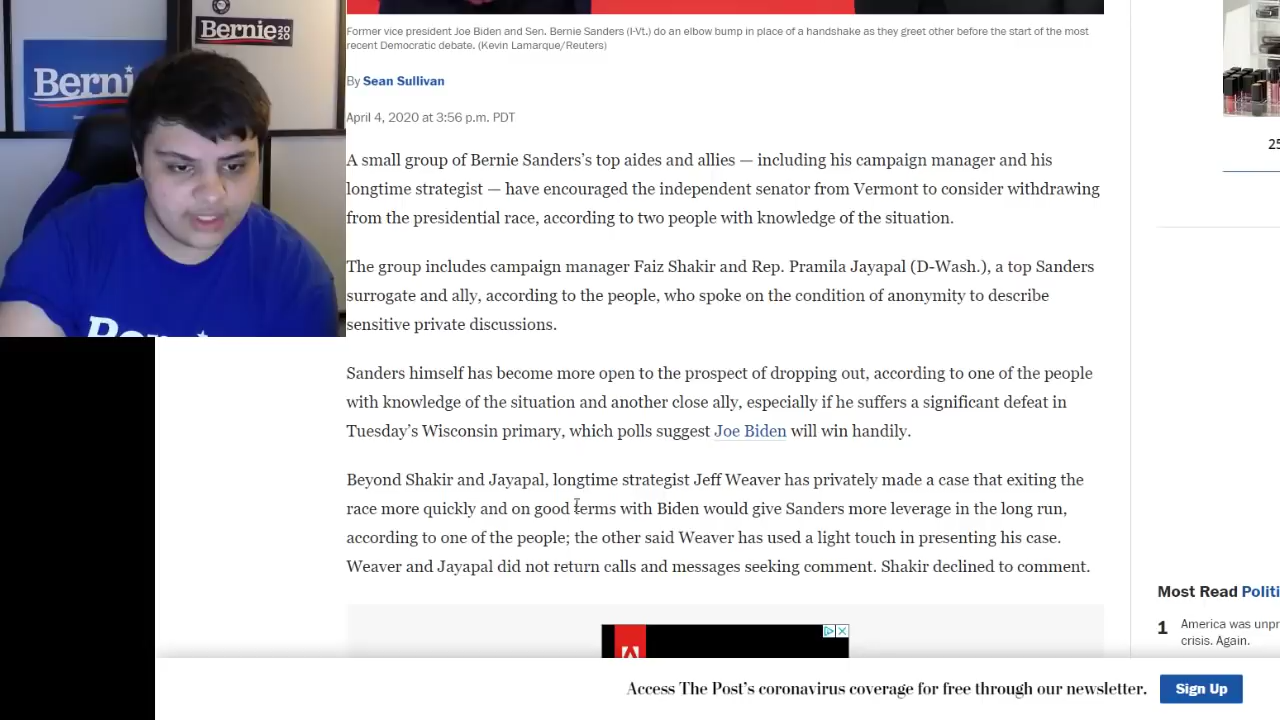 Bernie
2020
Berni
Former vice president Joe Biden and Sen. Bernie Sanders (I-Vt.) do an elbow bump in place of a handshake as they greet other before the start of the most
recent Democratic debate. (Kevin Lamarque/Reuters)
By Sean Sullivan
April 4, 2020 at 3:56 p.m. PDT
A small group of Bernie Sanders’s top aides and allies — including his campaign manager and his
longtime strategist — have encouraged the independent senator from Vermont to consider withdrawing
from the presidential race, according to two people with knowledge of the situation.
The group includes campaign manager Faiz Shakir and Rep. Pramila Jayapal (D-Wash.), a top Sanders
surrogate and ally, according to the people, who spoke on the condition of anonymity to describe
sensitive private discussions.
Sanders himself has become more open to the prospect of dropping out, according to one of the people
with knowledge of the situation and another close ally, especially if he suffers a significant defeat in
Tuesday’s Wisconsin primary, which polls suggest Joe Biden will win handily.
Beyond Shakir and Jayapal, longtime strategist Jeff Weaver has privately made a case that exiting the
race more quickly and on good terms with Biden would give Sanders more leverage in the long run,
according to one of the people; the other said Weaver has used a light touch in presenting his case.
Weaver and Jayapal did not return calls and messages seeking comment. Shakir declined to comment.
25
Most Read Politi
1 America was unpr
crisis. Again.
Access The Post’s coronavirus coverage for free through our newsletter.
Sign Up